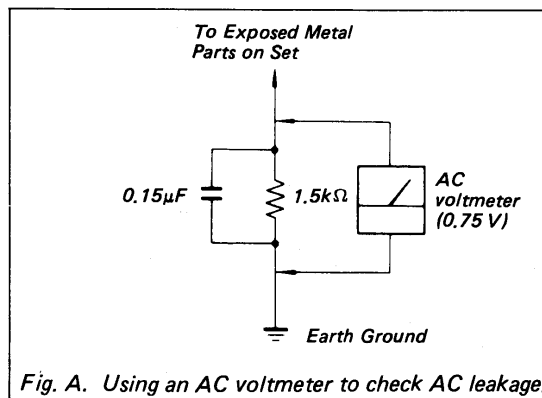 To Exposed Metal
Parts on Set
0.15μF
1.5kΩ
AC
voltmeter
(0.75 V)
Earth Ground
Fig. A. Using an AC voltmeter to check AC leakage.